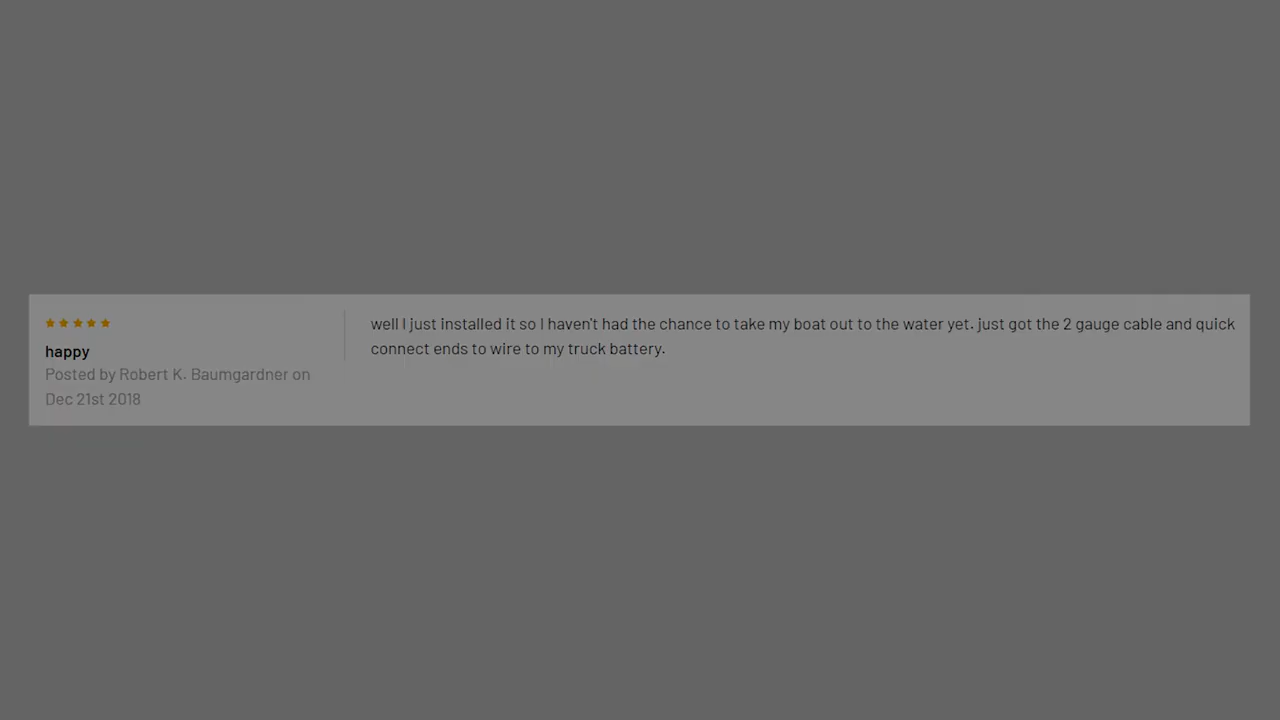 happy
Posted by Robert K. Baumgardner on
Dec 21st 2018
well I just installed it so I haven't had the chance to take my boat out to the water yet. just got the 2 gauge cable and quick
connect ends to wire to my truck battery.